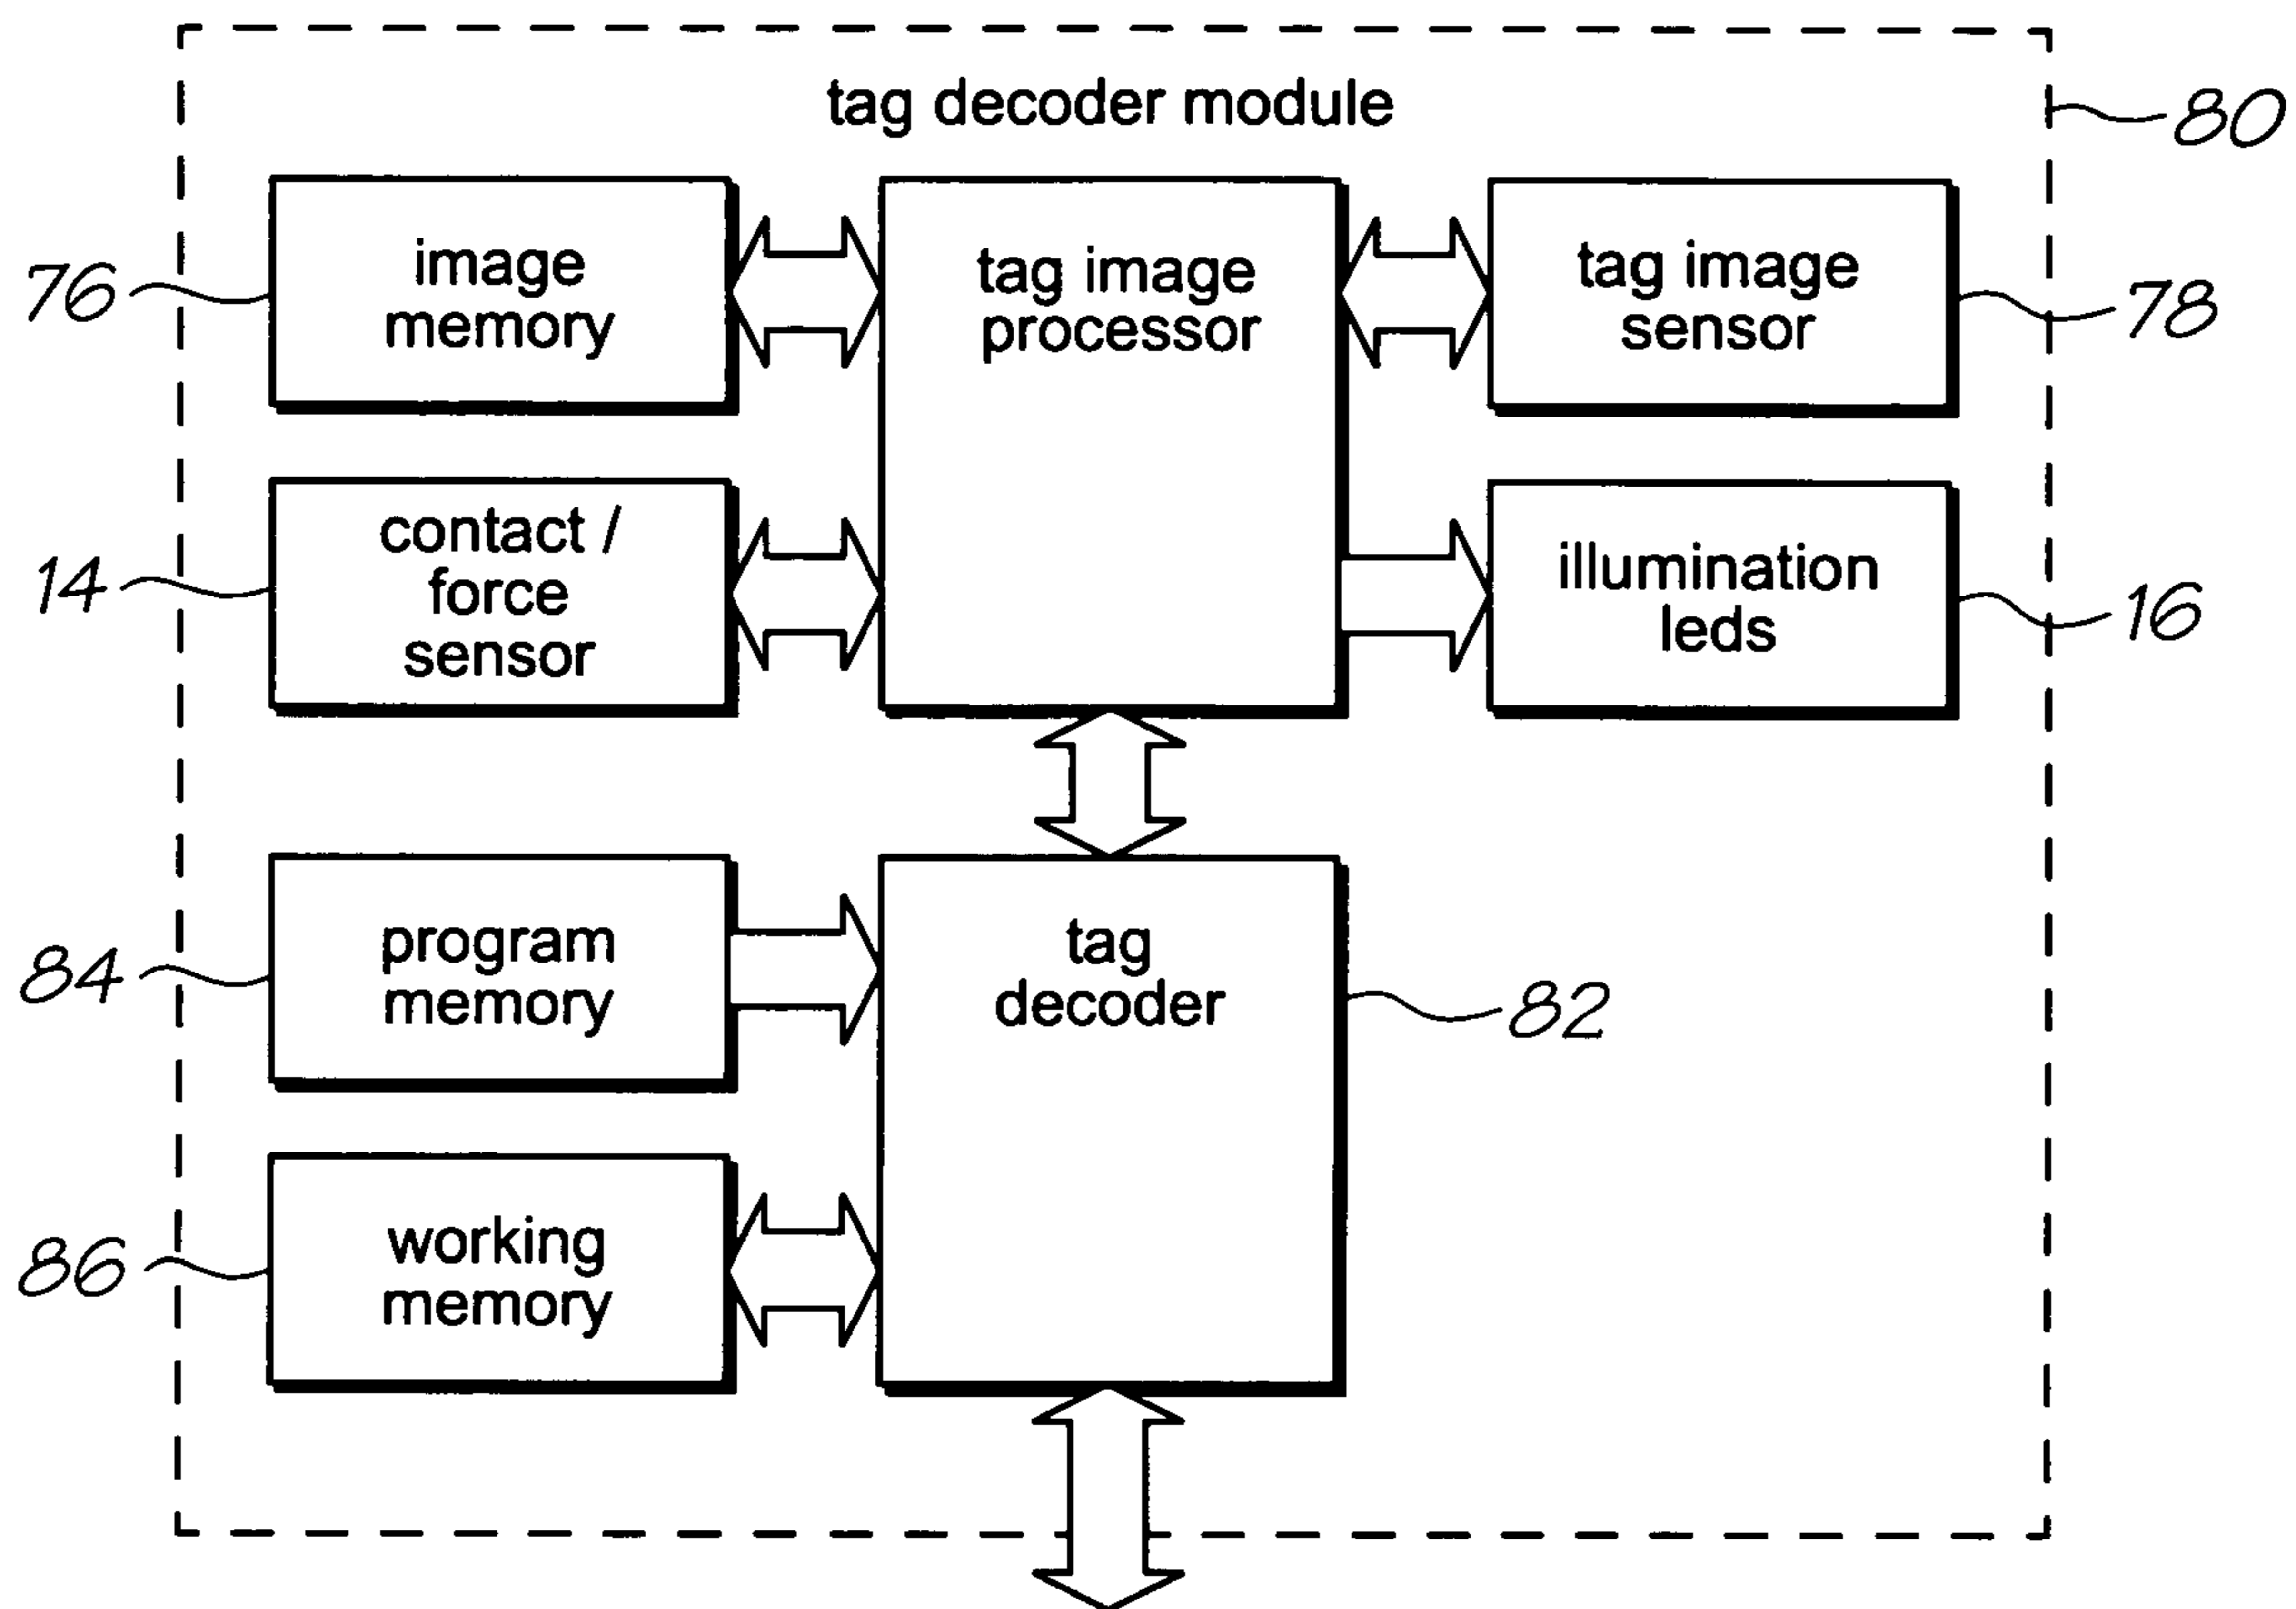 tag decoder module
80
image
memory
76
tag image
processor
tag image
sensor
78
contact /
force
sensor
14
illumination
leds
16
program
memory
84
tag
decoder
82
working
memory
86